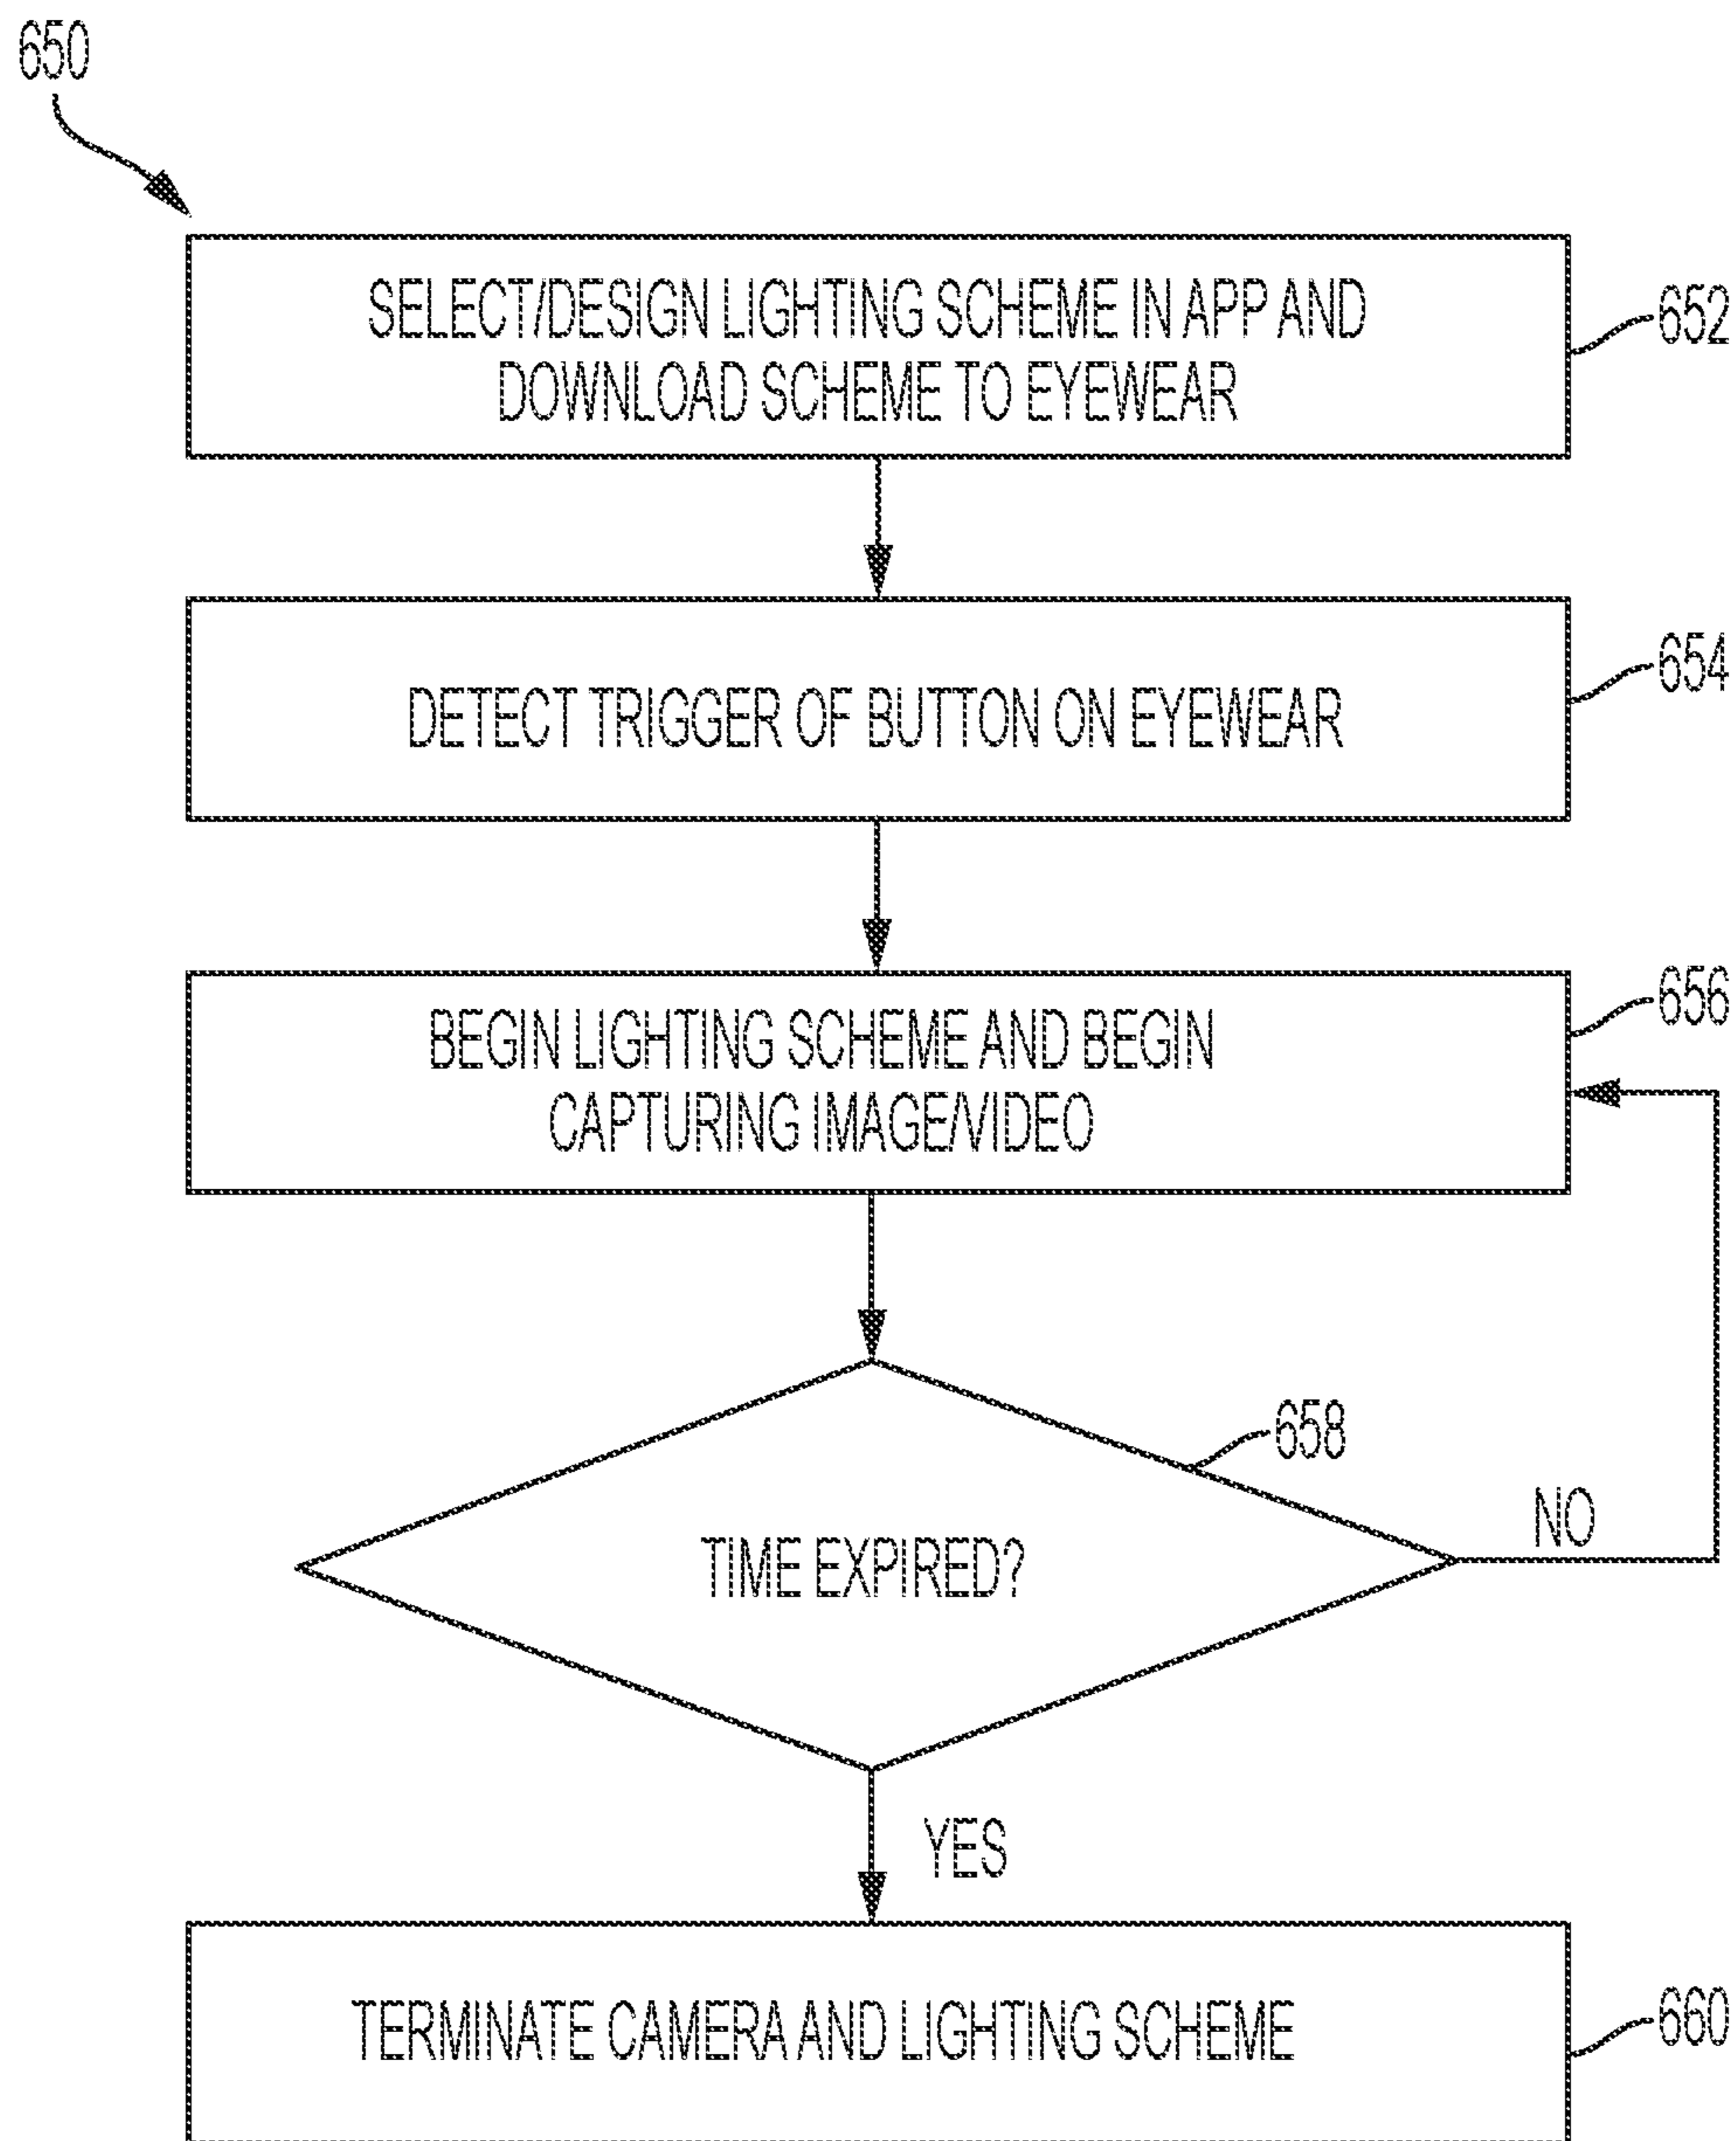 650
SELECT/DESIGN LIGHTING SCHEME IN APP AND
DOWNLOAD SCHEME TO EYEWEAR
652
DETECT TRIGGER OF BUTTON ON EYEWEAR
654
BEGIN LIGHTING SCHEME AND BEGIN
CAPTURING IMAGE/VIDEO
656
658
TIME EXPIRED?
NO
YES
TERMINATE CAMERA AND LIGHTING SCHEME
660